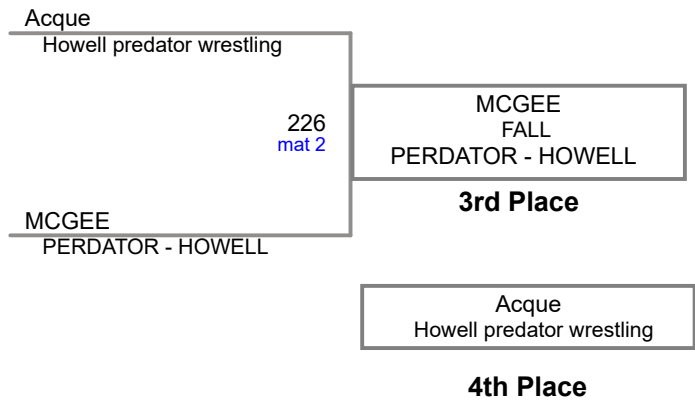 Acque
Howell predator wrestling
226
mat 2
MCGEE
FALL
PERDATOR - HOWELL
3rd Place
MCGEE
PERDATOR - HOWELL
Acque
Howell predator wrestling
4th Place